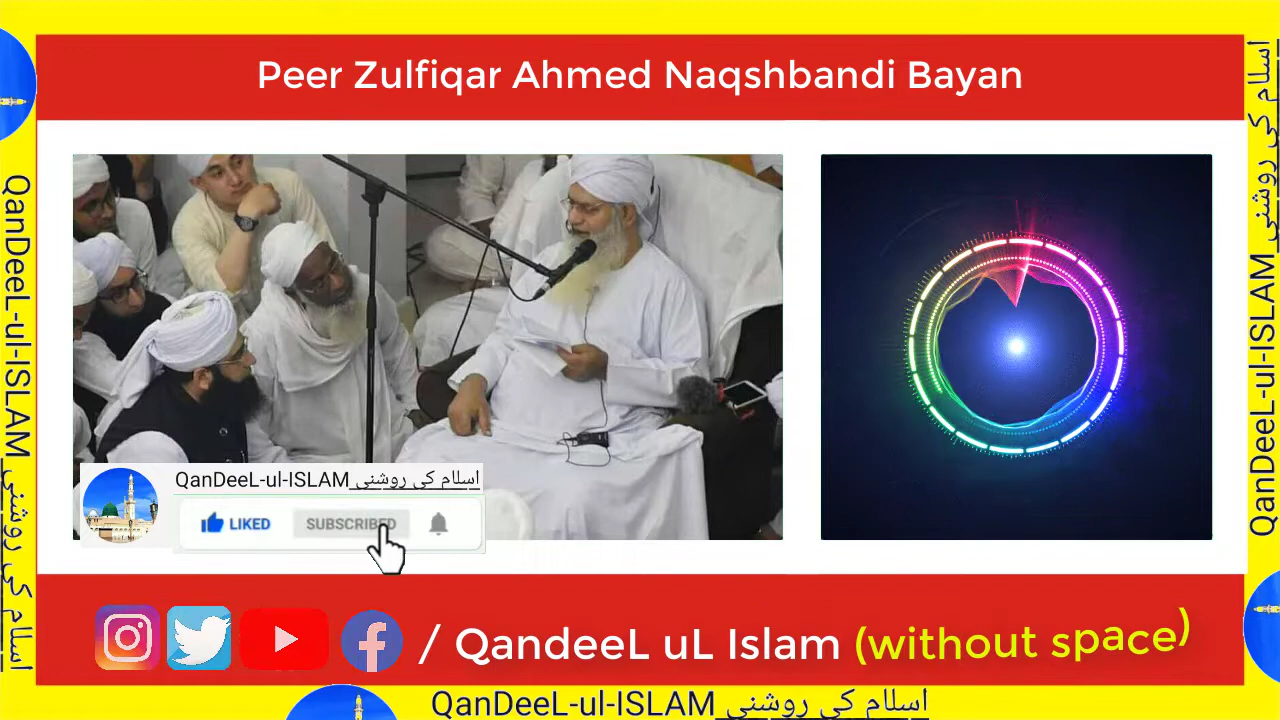 Peer Zulfiqar Ahmed Naqshbandi Bayan
QanDeeL-ul-ISLAM اسلام کی روشنی
QanDeeL-ul-ISLAM اسلام کی روشنی
QanDeeL-ul-ISLAM اسلام کی روشنی
LIKED SUBSCRIBED
/ QandeeL uL Islam (without space)
QanDeeL-ul-ISLAM اسلام کی روشنی